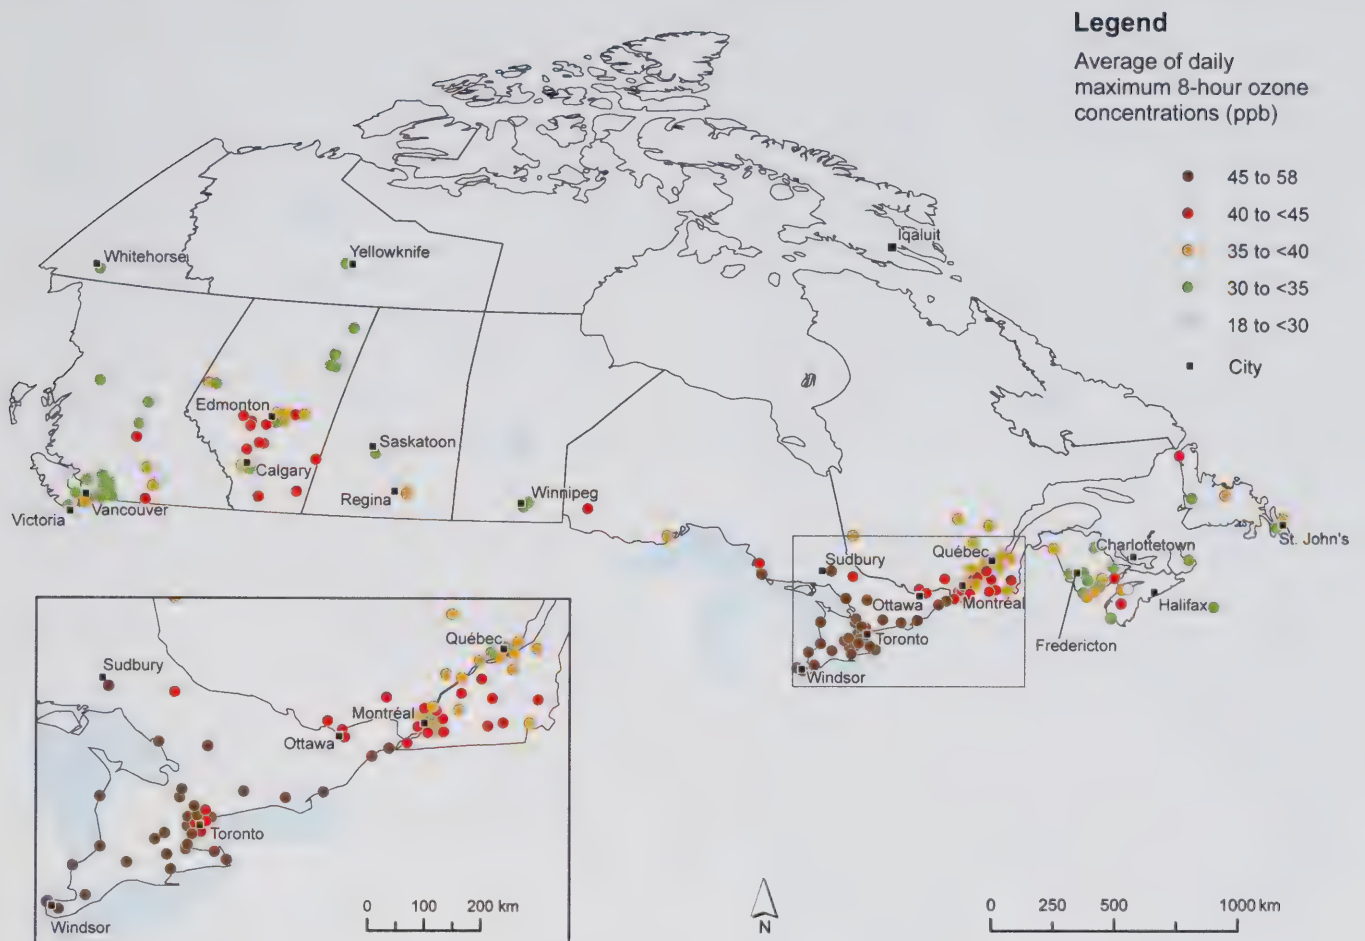 Legend
Average of daily
maximum 8-hour ozone
concentrations (ppb)
45 to 58
40 to <45
35 to <40
30 to <35
18 to <30
City
Iqaluit
Whitehorse
Yellowknife
Edmonton
Saskatoon
Calgary
Regina
Winnipeg
Victoria
Vancouver
St. John's
Sudbury
Québec
Charlottetown
Ottawa
Montréal
Halifax
Toronto
Fredericton
Windsor
Québec
Sudbury
Montréal
Ottawa
Toronto
Windsor
0 100 200 km
N
0 250 500 1000 km